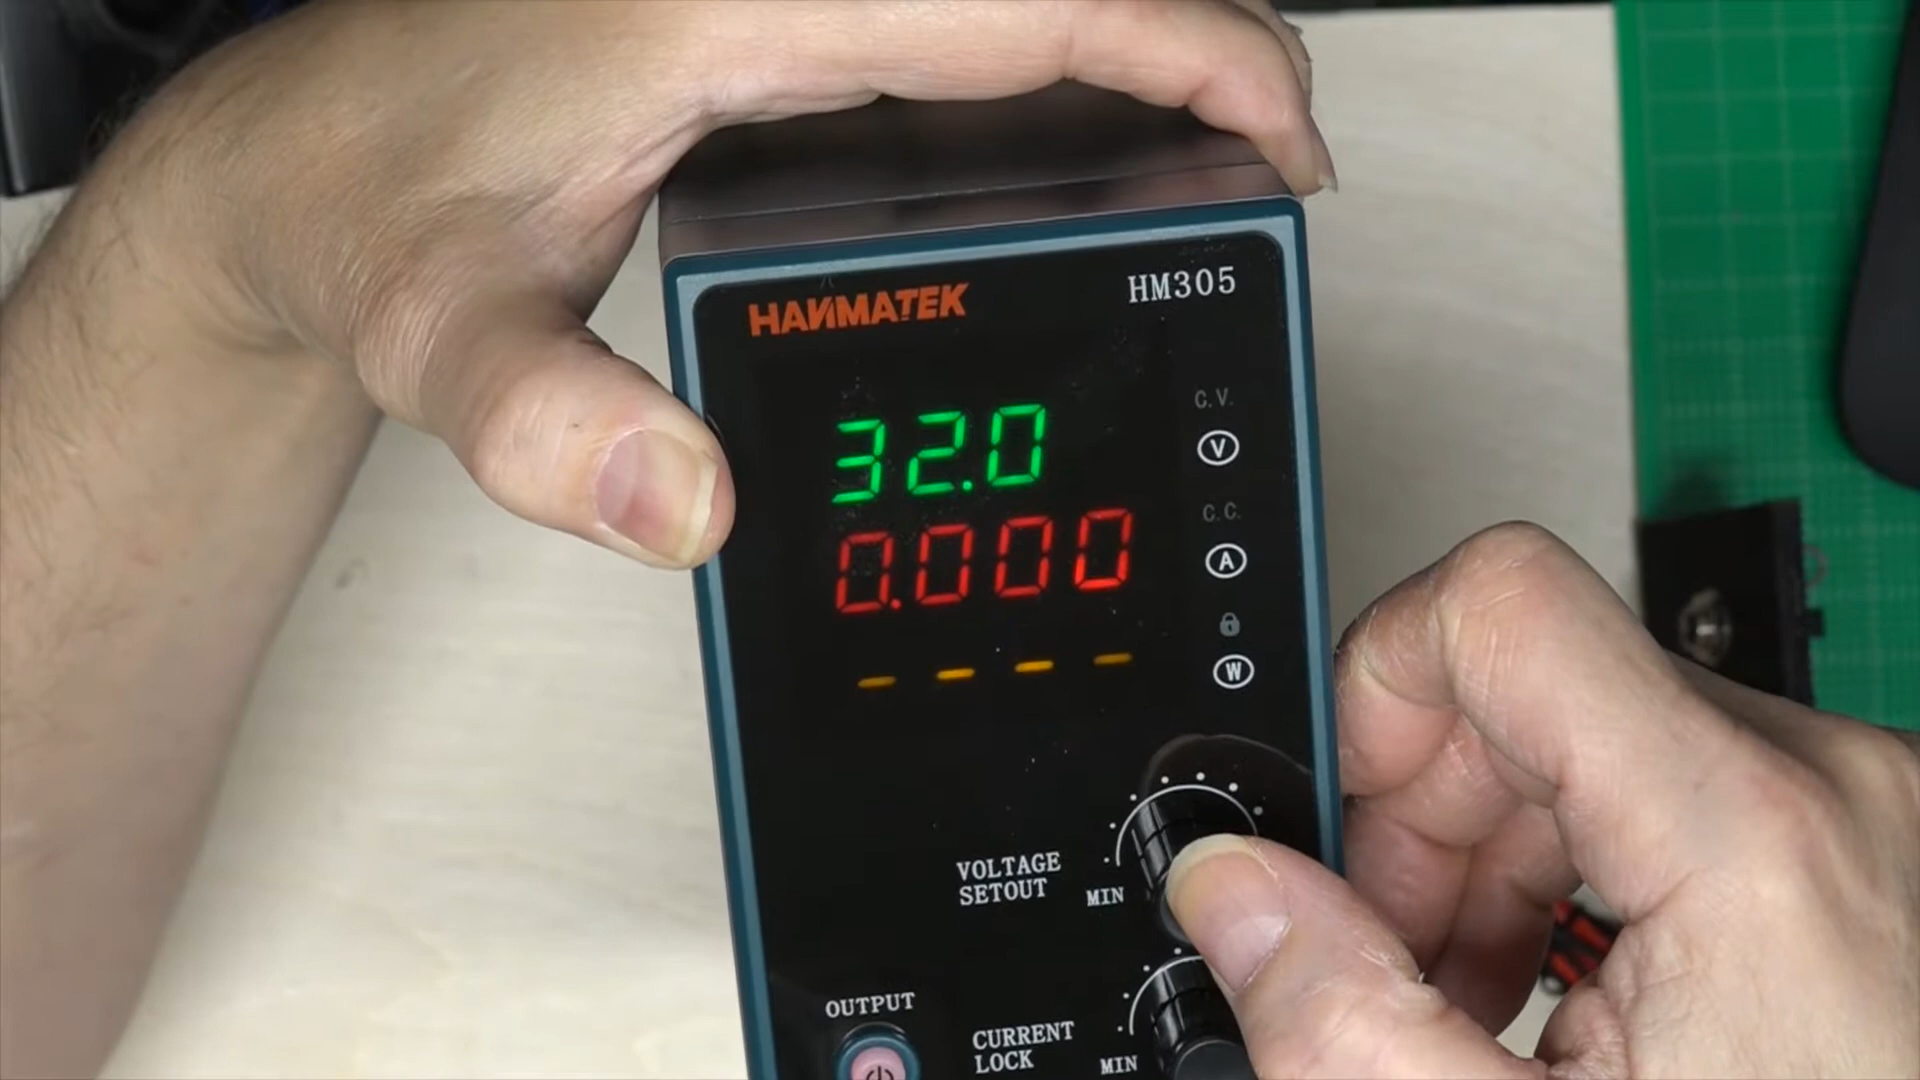 HANMATEK
HM305
C.V.
32.0
V
C.C.
0.000
A
- - - -
W
VOLTAGE
SETOUT
MIN
OUTPUT
CURRENT
LOCK
MIN